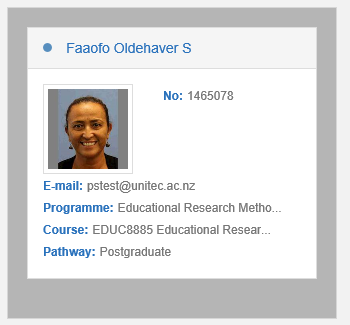 Faaofo Oldehaver S
No: 1465078
E-mail: pstest@unitec.ac.nz
Programme: Educational Research Metho...
Course: EDUC8885 Educational Resear...
Pathway: Postgraduate